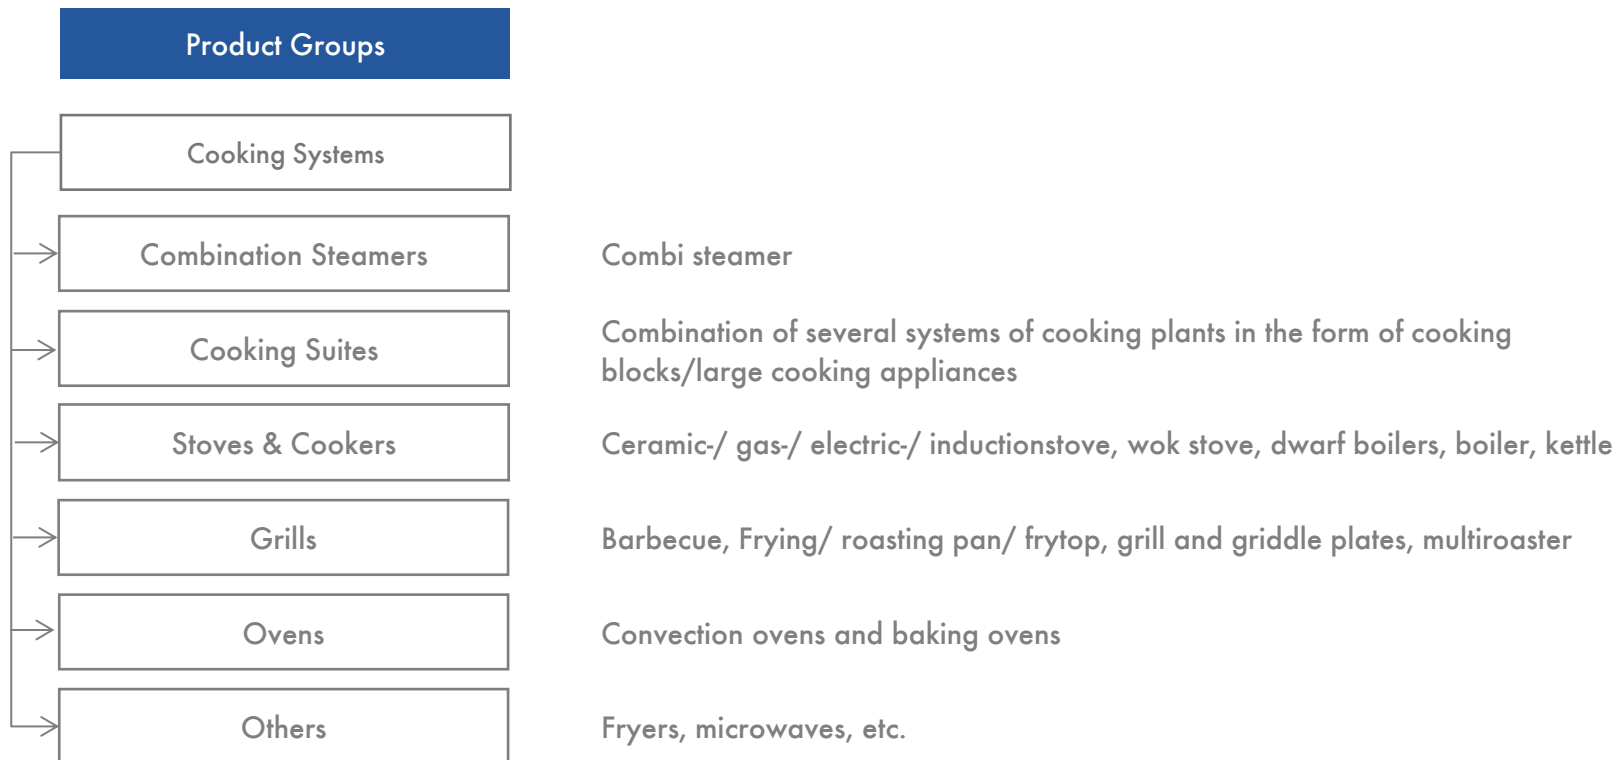 Product Groups
Cooking Systems
Combination Steamers
Combi steamer
Cooking Suites
Combination of several systems of cooking plants in the form of cooking
blocks/large cooking appliances
Stoves & Cookers
Ceramic-/ gas-/ electric-/ inductionstove, wok stove, dwarf boilers, boiler, kettle
Grills
Barbecue, Frying/ roasting pan/ frytop, grill and griddle plates, multiroaster
Ovens
Convection ovens and baking ovens
Others
Fryers, microwaves, etc.